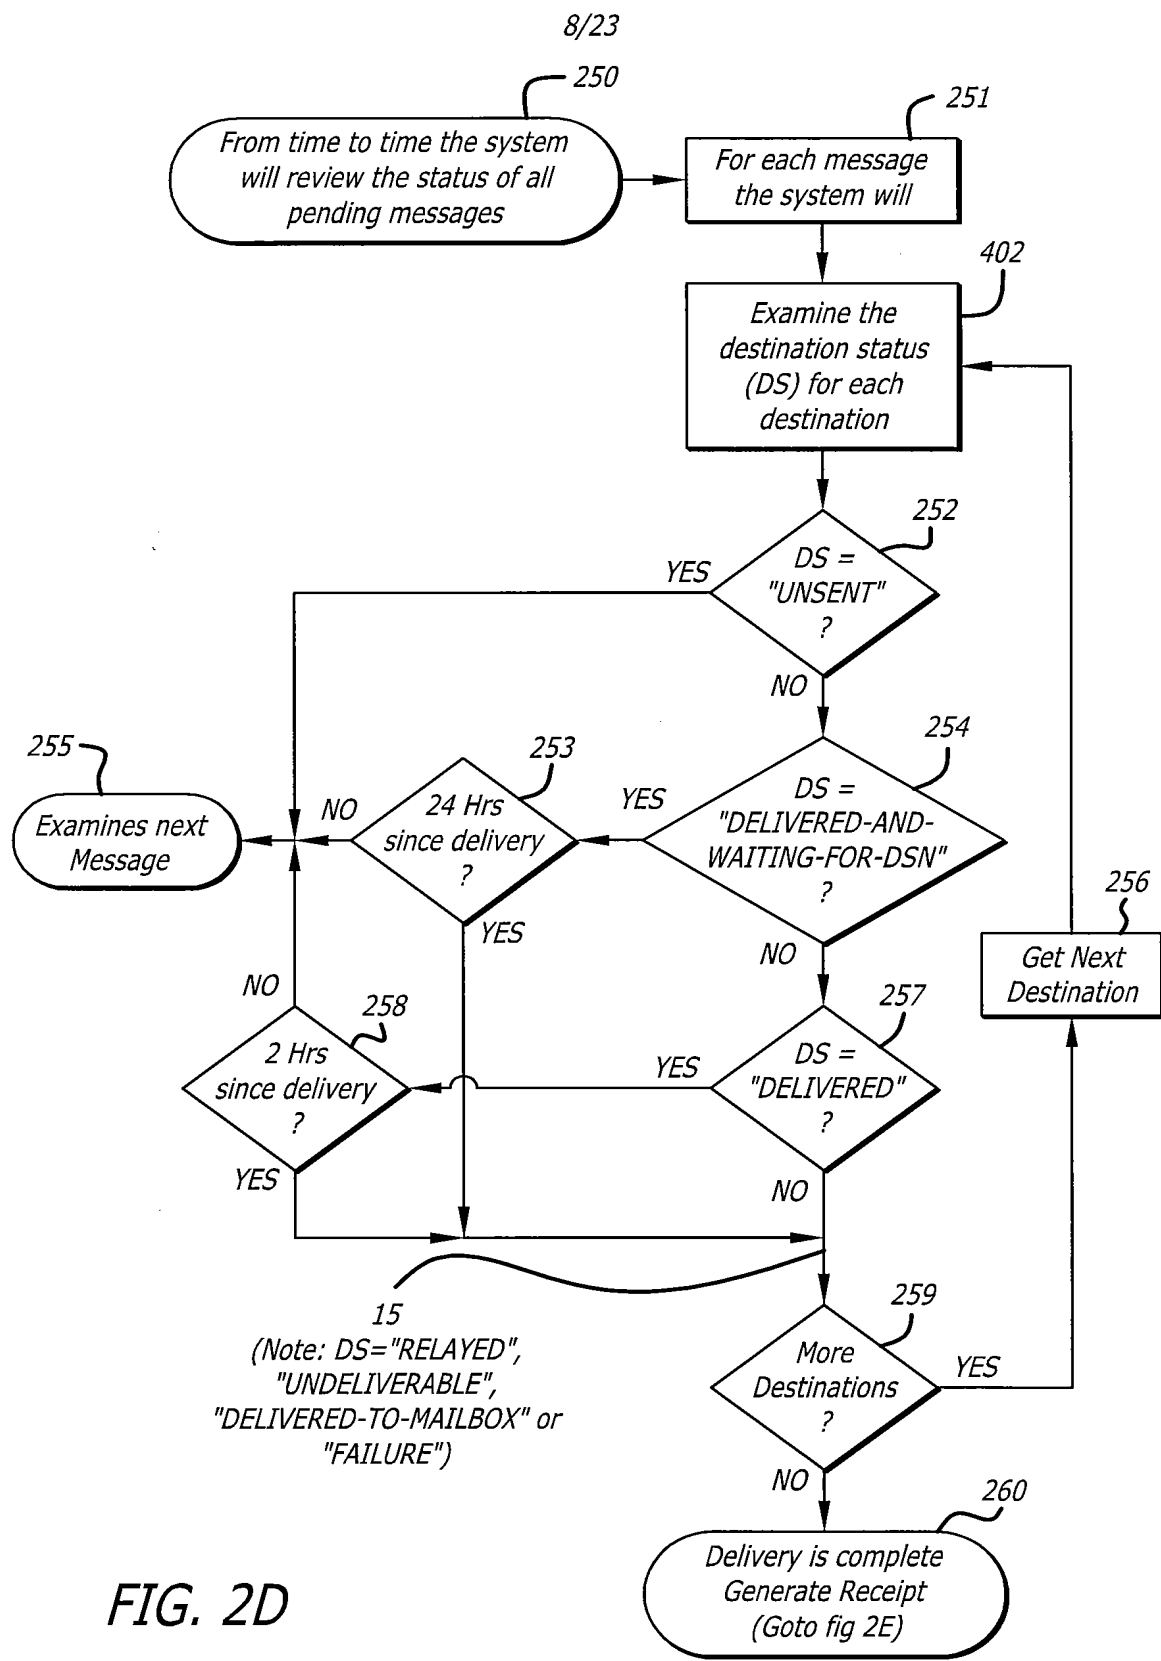 8/23
250
From time to time the system
will review the status of all
pending messages
251
For each message
the system will
402
Examine the
destination status
(DS) for each
destination
252
DS =
"UNSENT"
?
YES
NO
254
DS =
"DELIVERED-AND-
WAITING-FOR-DSN"
?
YES
NO
253
24 Hrs
since delivery
?
NO
YES
255
Examines next
Message
256
Get Next
Destination
257
DS =
"DELIVERED"
?
YES
NO
258
2 Hrs
since delivery
?
NO
YES
15
(Note: DS="RELAYED",
"UNDELIVERABLE",
"DELIVERED-TO-MAILBOX" or
"FAILURE")
259
More
Destinations
?
YES
NO
260
Delivery is complete
Generate Receipt
(Goto fig 2E)
FIG. 2D